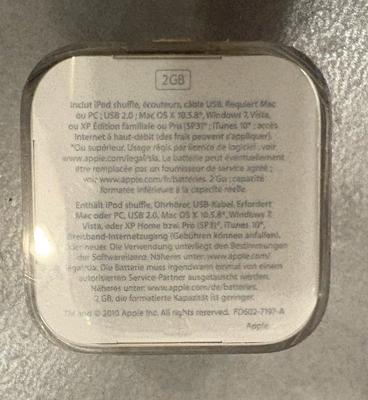 2GB
Inclut iPod shuffle, écouteurs, câble USB. Requiert Mac
ou PC ; USB 2.0 ; Mac OS X 10.5.8*, Windows 7, Vista,
ou XP Édition familiale ou Pro (SP3)* ; iTunes 10* ; accès
Internet à haut-débit (des frais peuvent s'appliquer).
*Ou supérieur. Usage régis par licence de logiciel ; voir
www.apple.com/legal/sla. Le batterie peut éventuellement
être remplacée par un fournisseur de service agréé ;
voir www.apple.com/fr/batteries. 2 Go ; capacité
formatée inférieure à la capacité réelle.
Enthält iPod shuffle, Ohrhörer, USB-Kabel. Erfordert
Mac oder PC, USB 2.0, Mac OS X 10.5.8*, Windows 7,
Vista, oder XP Home bzw. Pro (SP3)*, iTunes 10*,
Breitband-Internetzugang (Gebühren können anfallen).
*Oder neuer. Die Verwendung unterliegt den Bestimmungen
der Softwarelizenz. Näheres unter: www.apple.com/
legal/sla. Die Batterie muss irgendwann einmal von einem
autorisierten Service-Partner ausgetauscht werden.
Näheres unter: www.apple.com/de/batteries.
2 GB, die formatierte Kapazität ist geringer.
TM and © 2010 Apple Inc. All rights reserved. FD602-7197-A
Apple